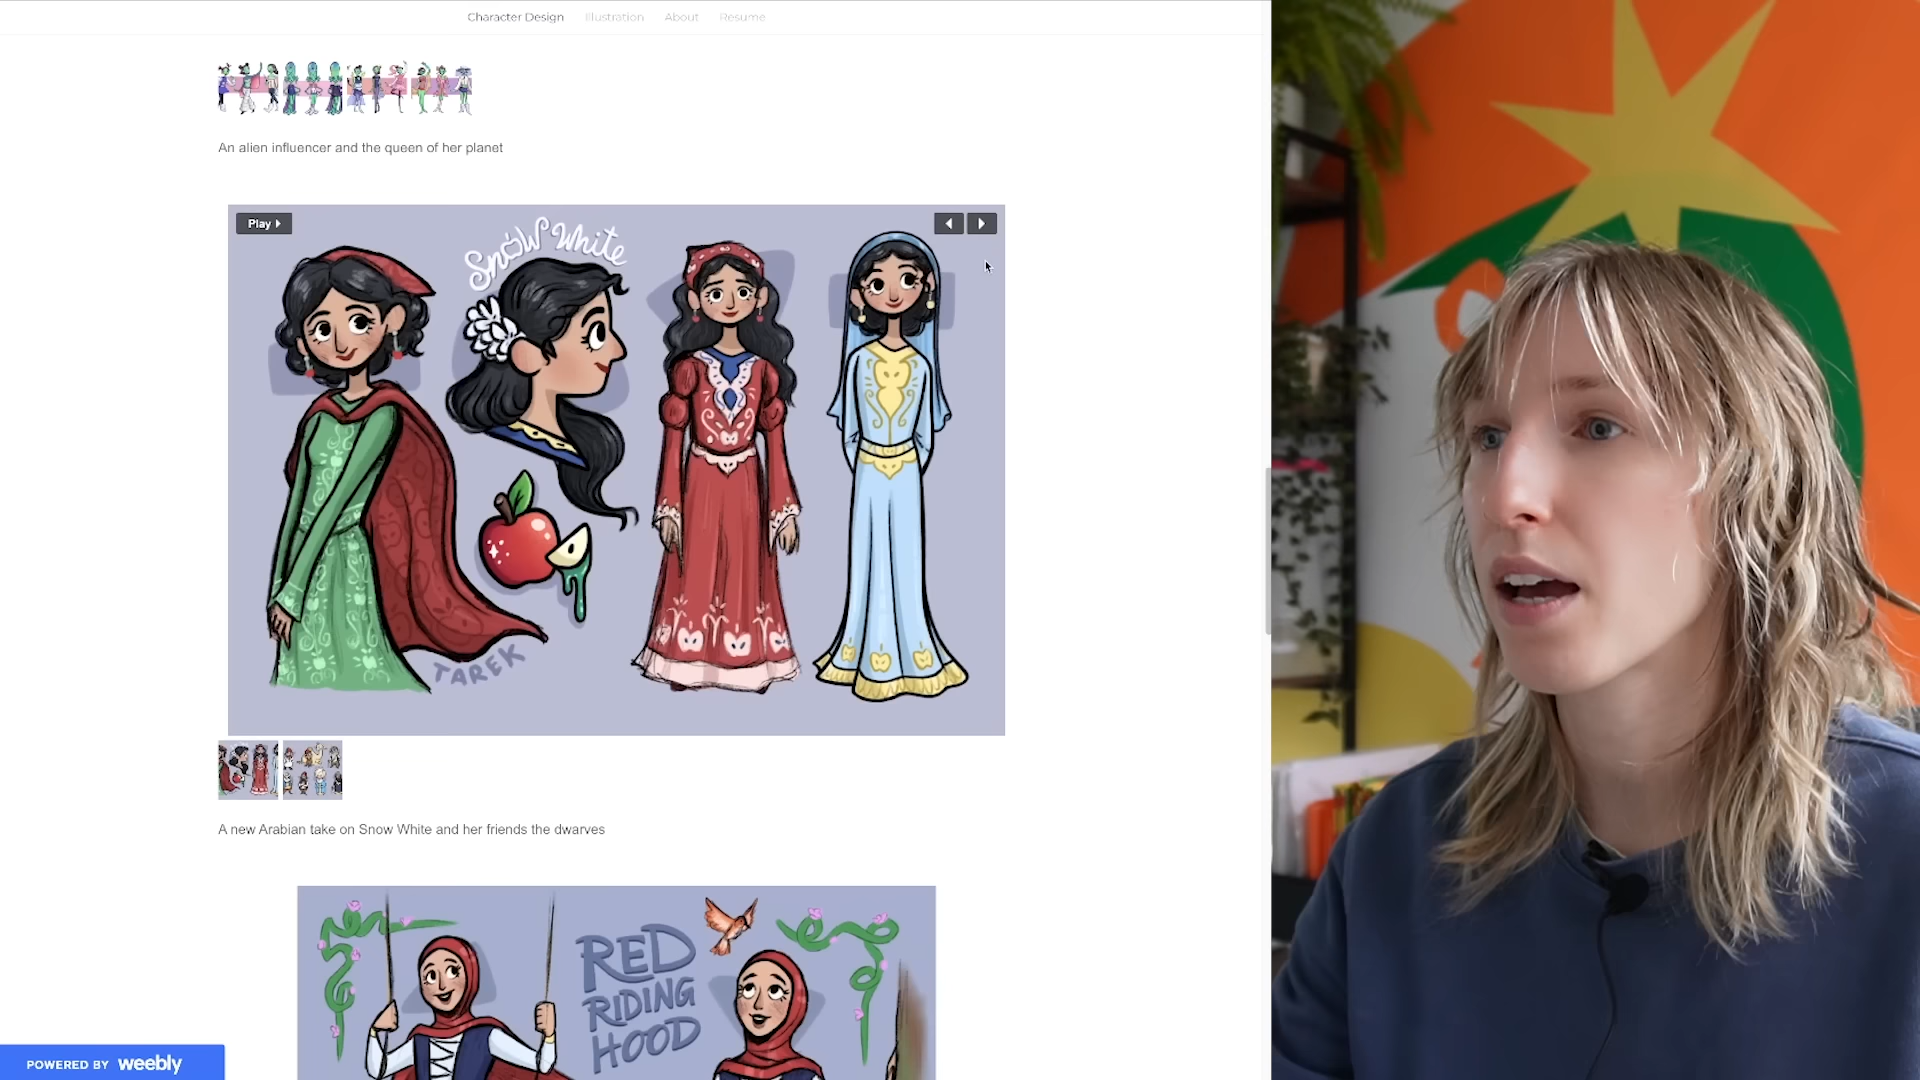 Character Design Illustration About Resume
An alien influencer and the queen of her planet
Play
Snow White
TAREK
A new Arabian take on Snow White and her friends the dwarves
RED
RIDING
HOOD
POWERED BY weebly